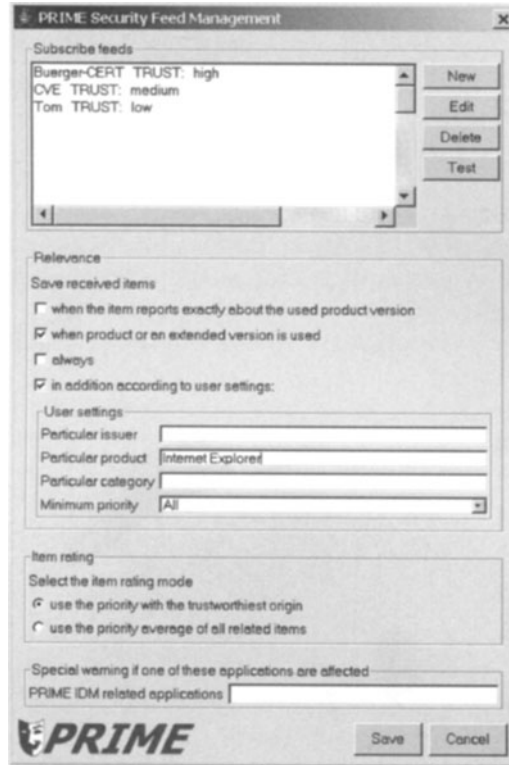 PRIME Security Feed Management
Subscribe feeds
Buerger-CERT TRUST: high
CVE TRUST: medium
Tom TRUST: low
New
Edit
Delete
Test
Relevance
Save received items
when the item reports exactly about the used product version
when product or an extended version is used
always
in addition according to user settings:
User settings
Particular issuer
Particular product Internet Explorer
Particular category
Minimum priority All
Item rating
Select the item rating mode
use the priority with the trustworthiest origin
use the priority average of all related items
Special warning if one of these applications are affected
PRIME IDM related applications
PRIME
Save
Cancel